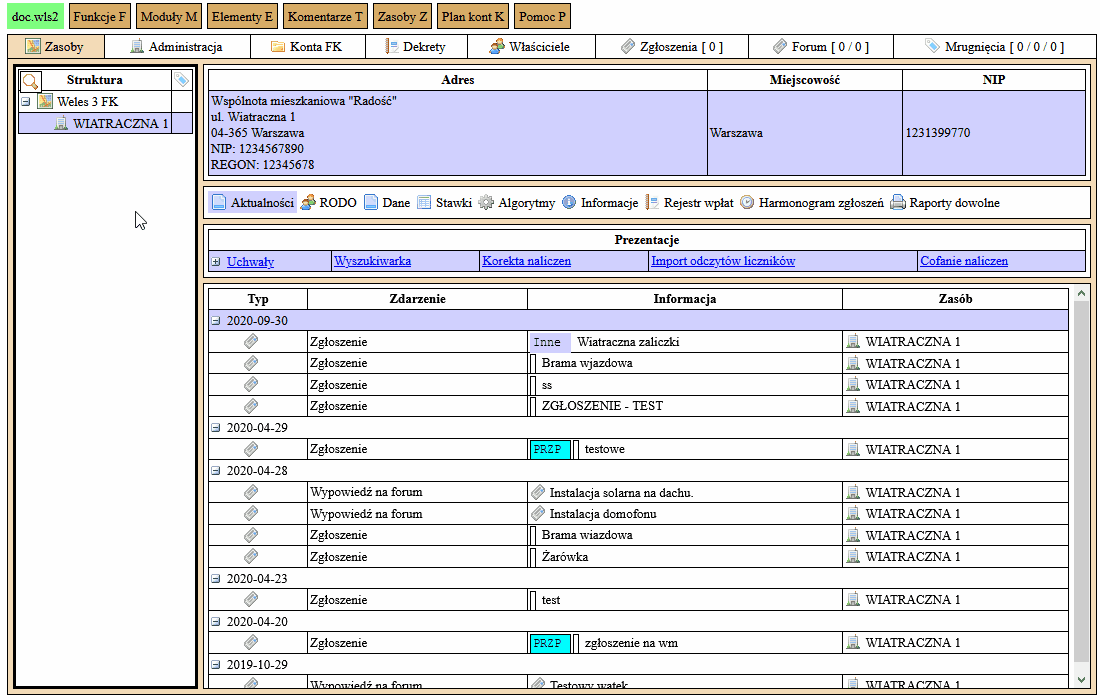 doc.wls2 Funkcje F Moduły M Elementy E Komentarze T Zasoby Z Plan kont K Pomoc P
Zasoby Administracja Konta FK Dekrety Właściciele Zgłoszenia [ 0 ] Forum [ 0 / 0 ] Mrugnięcia [ 0 / 0 / 0 ]
Struktura
Weles 3 FK
WIATRACZNA 1
Adres Miejscowość NIP
Wspólnota mieszkaniowa "Radość"
ul. Wiatraczna 1
04-365 Warszawa
NIP: 1234567890
REGON: 12345678
Warszawa
1231399770
Aktualności RODO Dane Stawki Algorytmy Informacje Rejestr wpłat Harmonogram zgłoszeń Raporty dowolne
Prezentacje
Uchwały Wyszukiwarka Korekta naliczen Import odczytów liczników Cofanie naliczen
Typ Zdarzenie Informacja Zasób
2020-09-30
Zgłoszenie Inne Wiatraczna zaliczki WIATRACZNA 1
Zgłoszenie Brama wjazdowa WIATRACZNA 1
Zgłoszenie ss WIATRACZNA 1
Zgłoszenie ZGŁOSZENIE - TEST WIATRACZNA 1
2020-04-29
Zgłoszenie PRZP testowe WIATRACZNA 1
2020-04-28
Wypowiedź na forum Instalacja solarna na dachu. WIATRACZNA 1
Wypowiedź na forum Instalacja domofonu WIATRACZNA 1
Zgłoszenie Brama wiazdowa WIATRACZNA 1
Zgłoszenie Żarówka WIATRACZNA 1
2020-04-23
Zgłoszenie test WIATRACZNA 1
2020-04-20
Zgłoszenie PRZP zgłoszenie na wm WIATRACZNA 1
2019-10-29
Wypowiedź na forum Testowy wątek WIATRACZNA 1